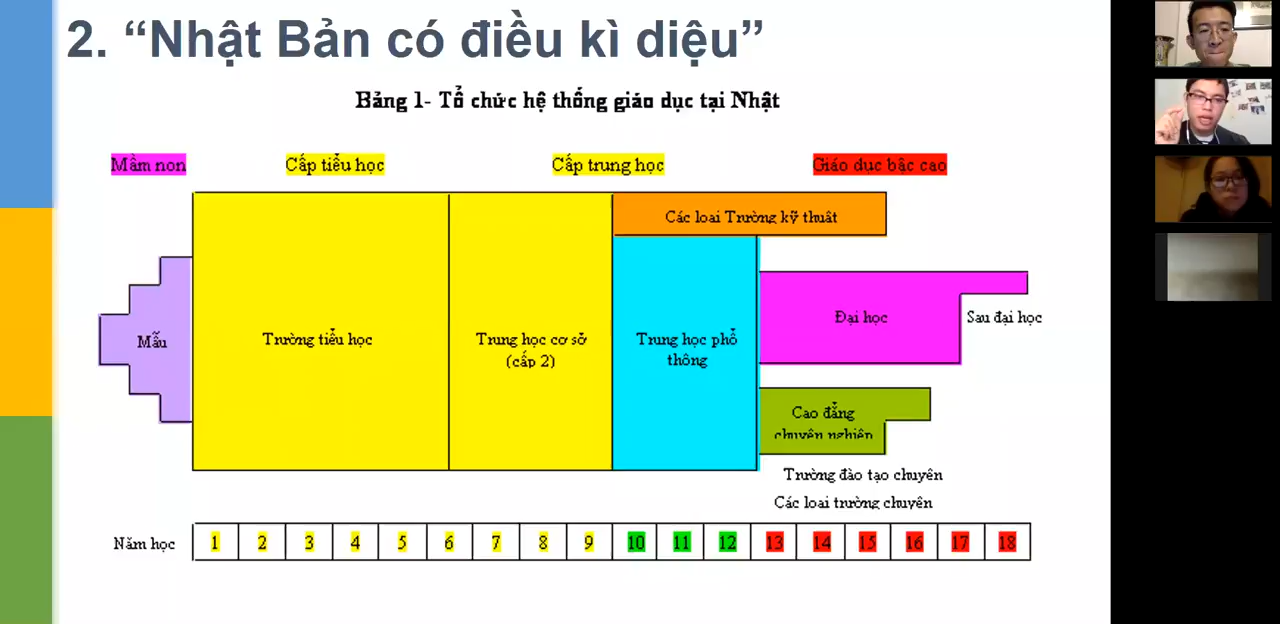 2. “Nhật Bản có điều kì diệu”
Bảng 1- Tổ chức hệ thống giáo dục tại Nhật
Mầm non Cấp tiểu học Cấp trung học Giáo dục bậc cao
Các loại Trường kỹ thuật
Mẫu
Trường tiểu học
Trung học cơ sở
(cấp 2)
Trung học phổ
thông
Đại học
Sau đại học
Cao đẳng
chuyên nghiệp
Trường đào tạo chuyên
Các loại trường chuyên
Năm học 1 2 3 4 5 6 7 8 9 10 11 12 13 14 15 16 17 18